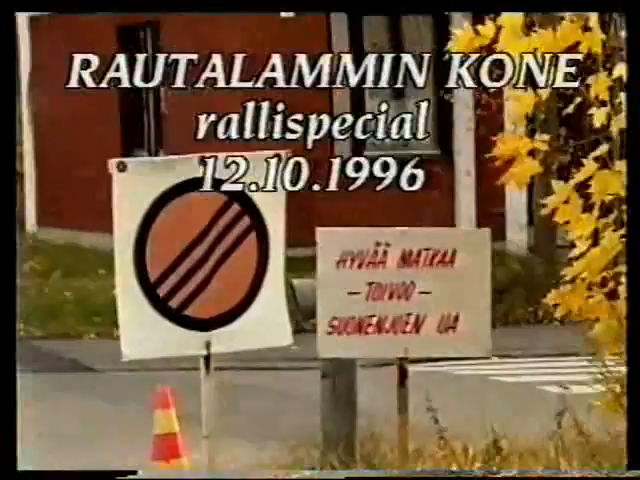 RAUTALAMMIN KONE
rallispecial
12.10.1996
HYVÄÄ MATKAA
– TOIVOO –
SUONENJOEN UA